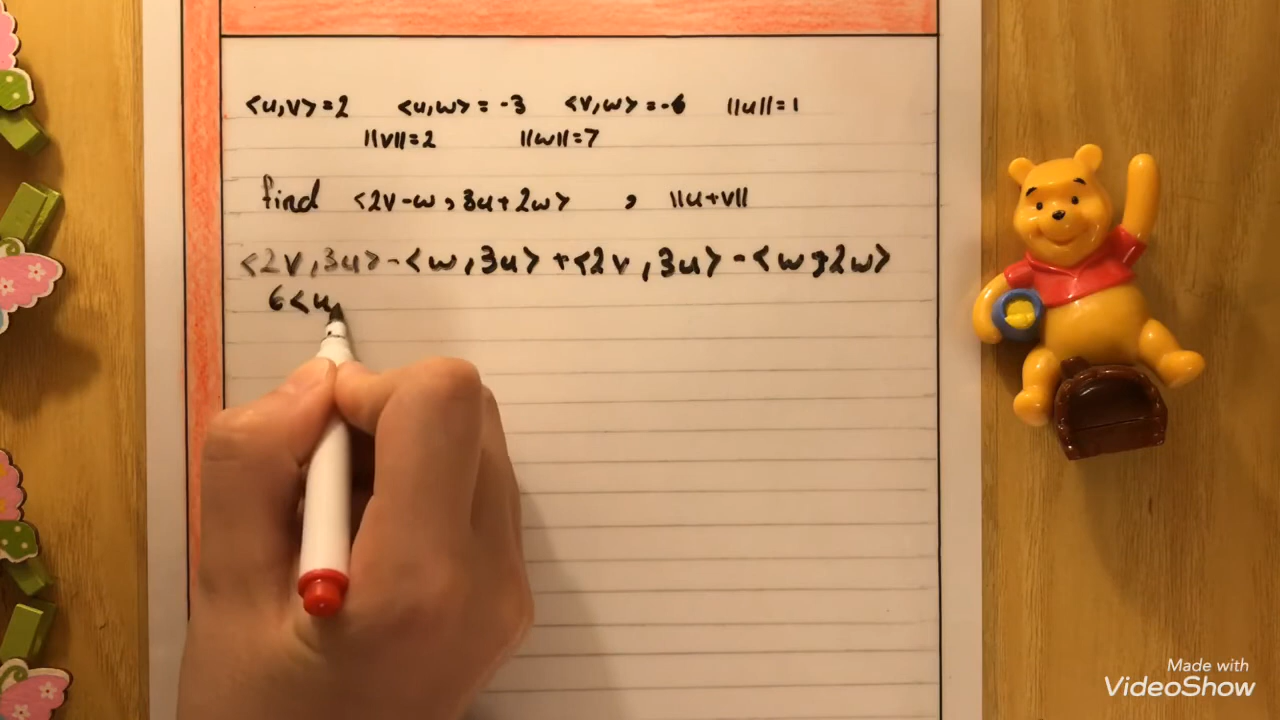 <u,v>=2 <u,w>=-3 <v,w>=-6 ||u||=1
||v||=2 ||w||=7
find <2v-w,3u+2w> , ||u+v||
<2v,3u>-<w,3u>+<2v,3u>-<w,2w>
6<u,
Made with
VideoShow